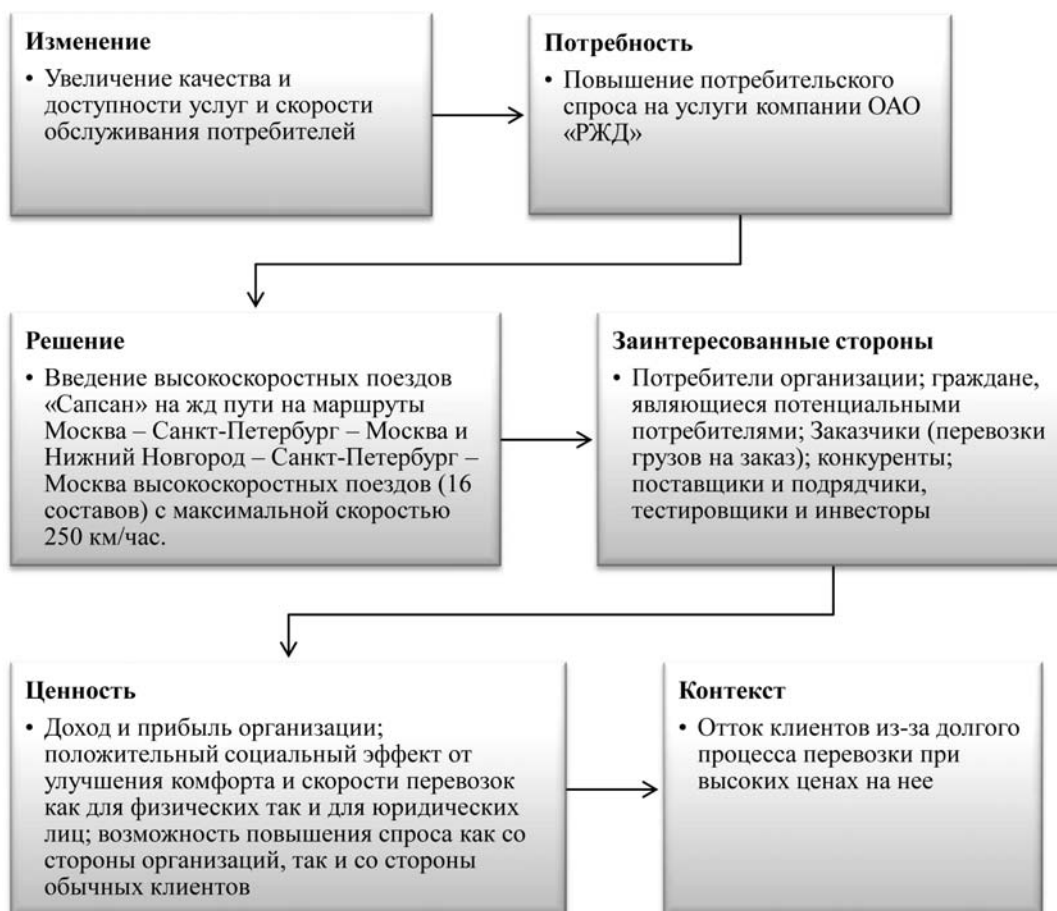 Изменение
• Увеличение качества и
доступности услуг и скорости
обслуживания потребителей
Потребность
• Повышение потребительского
спроса на услуги компании ОАО
«РЖД»
Решение
• Введение высокоскоростных поездов
«Сапсан» на жд пути на маршруты
Москва – Санкт-Петербург – Москва и
Нижний Новгород – Санкт-Петербург –
Москва высокоскоростных поездов (16
составов) с максимальной скоростью
250 км/час.
Заинтересованные стороны
• Потребители организации; граждане,
являющиеся потенциальными
потребителями; Заказчики (перевозки
грузов на заказ); конкуренты;
поставщики и подрядчики,
тестировщики и инвесторы
Ценность
• Доход и прибыль организации;
положительный социальный эффект от
улучшения комфорта и скорости перевозок
как для физических так и для юридических
лиц; возможность повышения спроса как со
стороны организаций, так и со стороны
обычных клиентов
Контекст
• Отток клиентов из-за долгого
процесса перевозки при
высоких ценах на нее